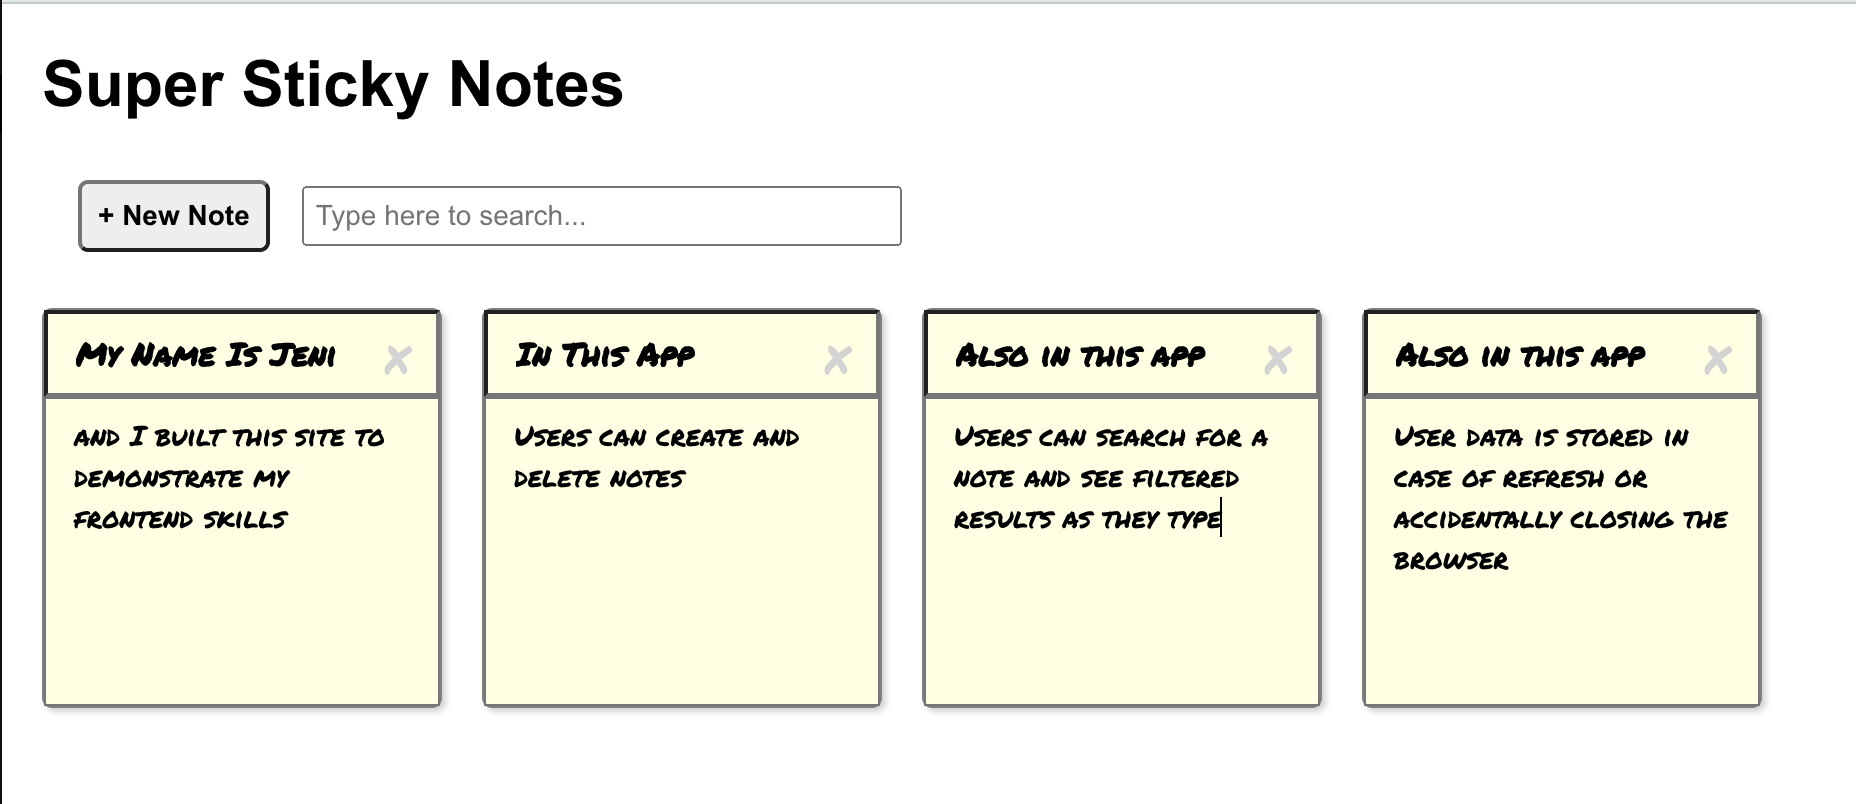 Super Sticky Notes
+ New Note
Type here to search...
My Name Is Jeni
and I built this site to
demonstrate my
frontend skills
In This App
Users can create and
delete notes
Also in this app
Users can search for a
note and see filtered
results as they type
Also in this app
User data is stored in
case of refresh or
accidentally closing the
browser